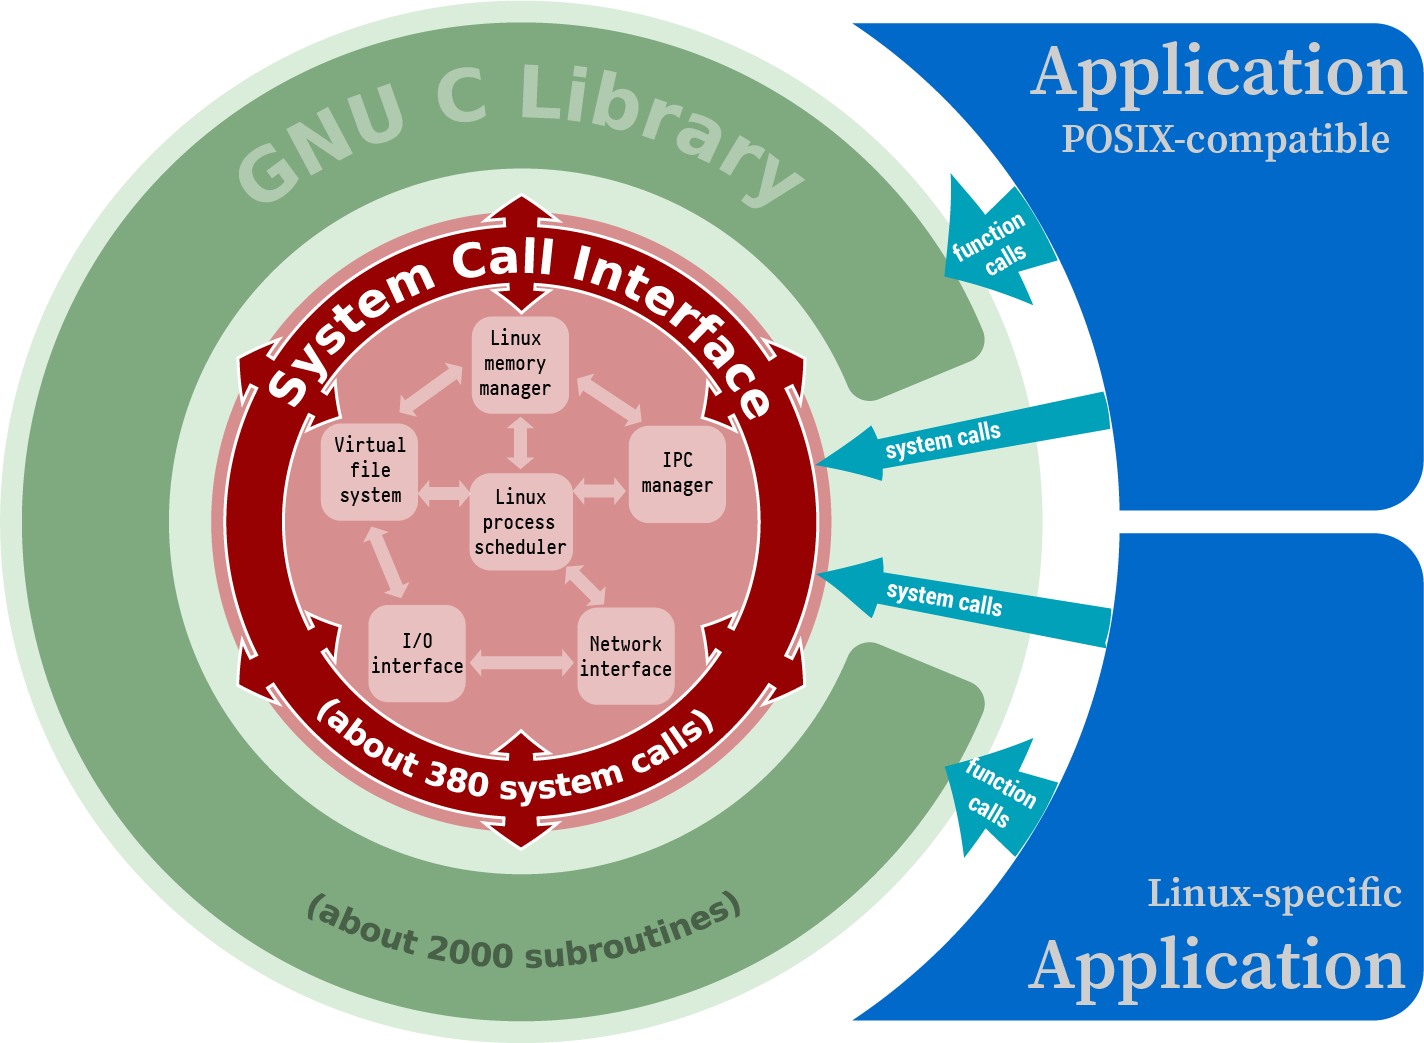 GNU C Library
System Call Interface
Linux
memory
manager
Virtual
file
system
IPC
manager
Linux
process
scheduler
I/O
interface
Network
interface
(about 380 system calls)
(about 2000 subroutines)
Application
POSIX-compatible
function
calls
system calls
system calls
function
calls
Linux-specific
Application